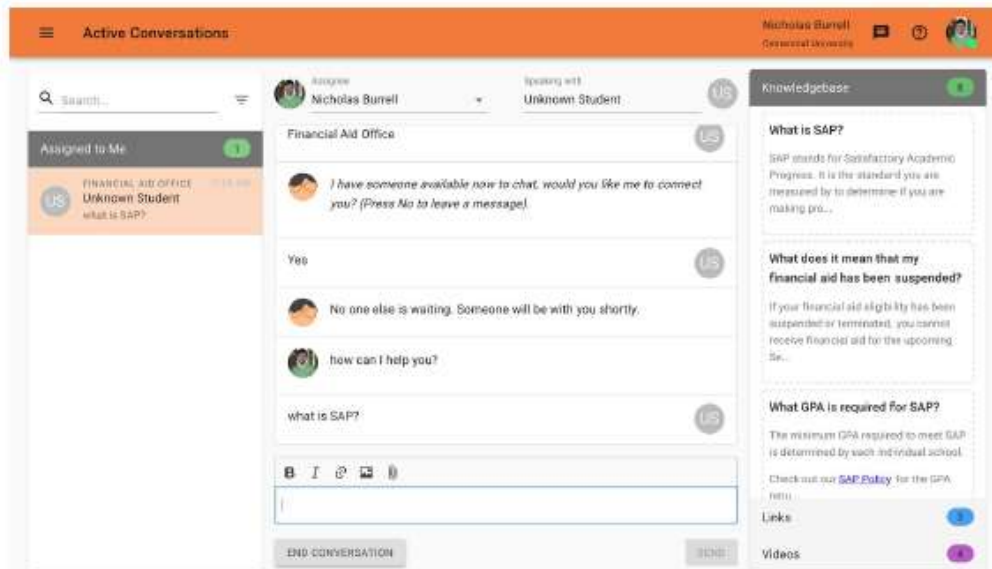 Active Conversations
Nicholas Burrell
Search...
Assigned to Me
1
FINANCIAL AID OFFICE
US
Unknown Student
what is SAP?
Assignee
Nicholas Burrell
Speaking with
Unknown Student
US
Financial Aid Office
US
I have someone available now to chat, would you like me to connect
you? (Press No to leave a message).
Yes
US
No one else is waiting. Someone will be with you shortly.
how can I help you?
what is SAP?
US
B I
END CONVERSATION
SEND
Knowledgebase
What is SAP?
SAP stands for Satisfactory Academic
Progress. It is the standard you are
measured by to determine if you are
making pro...
What does it mean that my
financial aid has been suspended?
If your financial aid eligibility has been
suspended or terminated, you cannot
receive financial aid for the upcoming
Se...
What GPA is required for SAP?
The minimum GPA required to meet SAP
is determined by each individual school.
Check out our SAP Policy for the GPA
Links
Videos